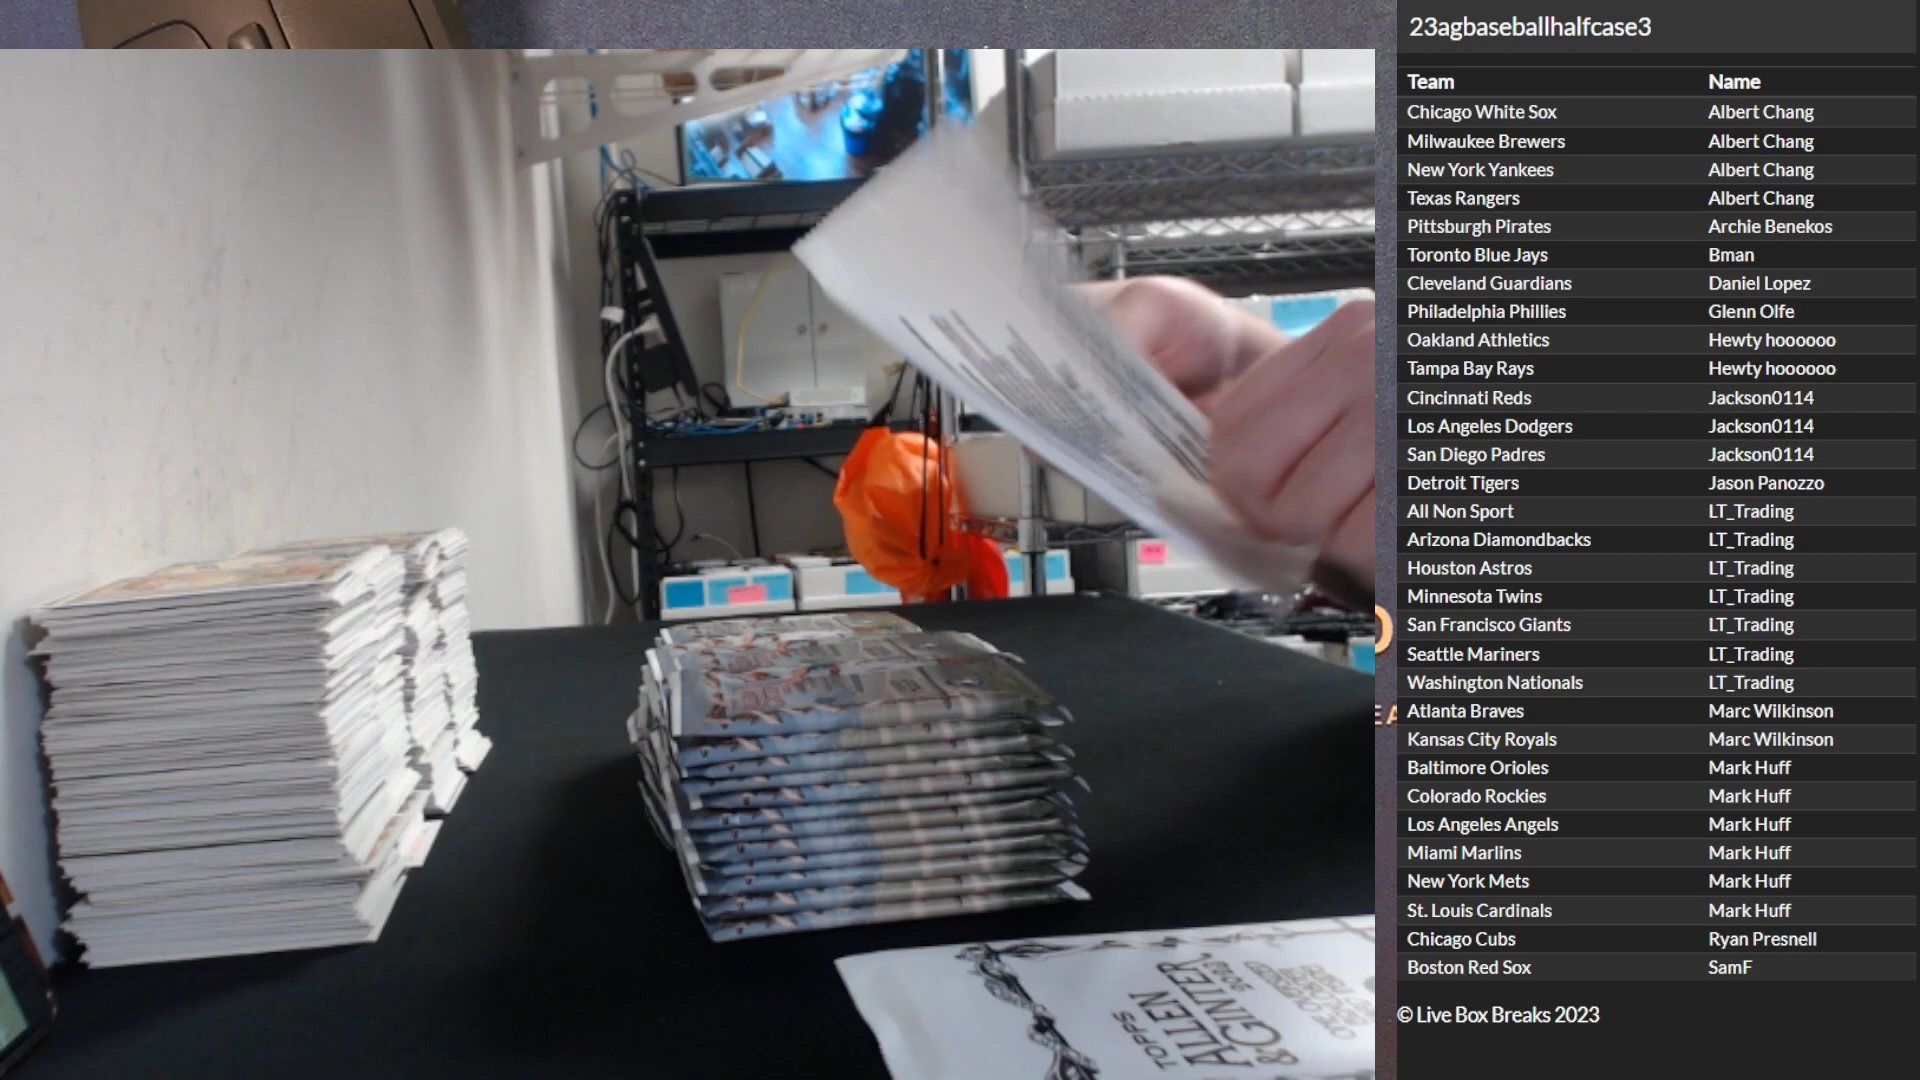 23agbaseballhalfcase3
Team Name
Chicago White Sox Albert Chang
Milwaukee Brewers Albert Chang
New York Yankees Albert Chang
Texas Rangers Albert Chang
Pittsburgh Pirates Archie Benekos
Toronto Blue Jays Bman
Cleveland Guardians Daniel Lopez
Philadelphia Phillies Glenn Olfe
Oakland Athletics Hewty hoooooo
Tampa Bay Rays Hewty hoooooo
Cincinnati Reds Jackson0114
Los Angeles Dodgers Jackson0114
San Diego Padres Jackson0114
Detroit Tigers Jason Panozzo
All Non Sport LT_Trading
Arizona Diamondbacks LT_Trading
Houston Astros LT_Trading
Minnesota Twins LT_Trading
San Francisco Giants LT_Trading
Seattle Mariners LT_Trading
Washington Nationals LT_Trading
Atlanta Braves Marc Wilkinson
Kansas City Royals Marc Wilkinson
Baltimore Orioles Mark Huff
Colorado Rockies Mark Huff
Los Angeles Angels Mark Huff
Miami Marlins Mark Huff
New York Mets Mark Huff
St. Louis Cardinals Mark Huff
Chicago Cubs Ryan Presnell
Boston Red Sox SamF
© Live Box Breaks 2023
TOPPS
ALLEN
& GINTER
2023